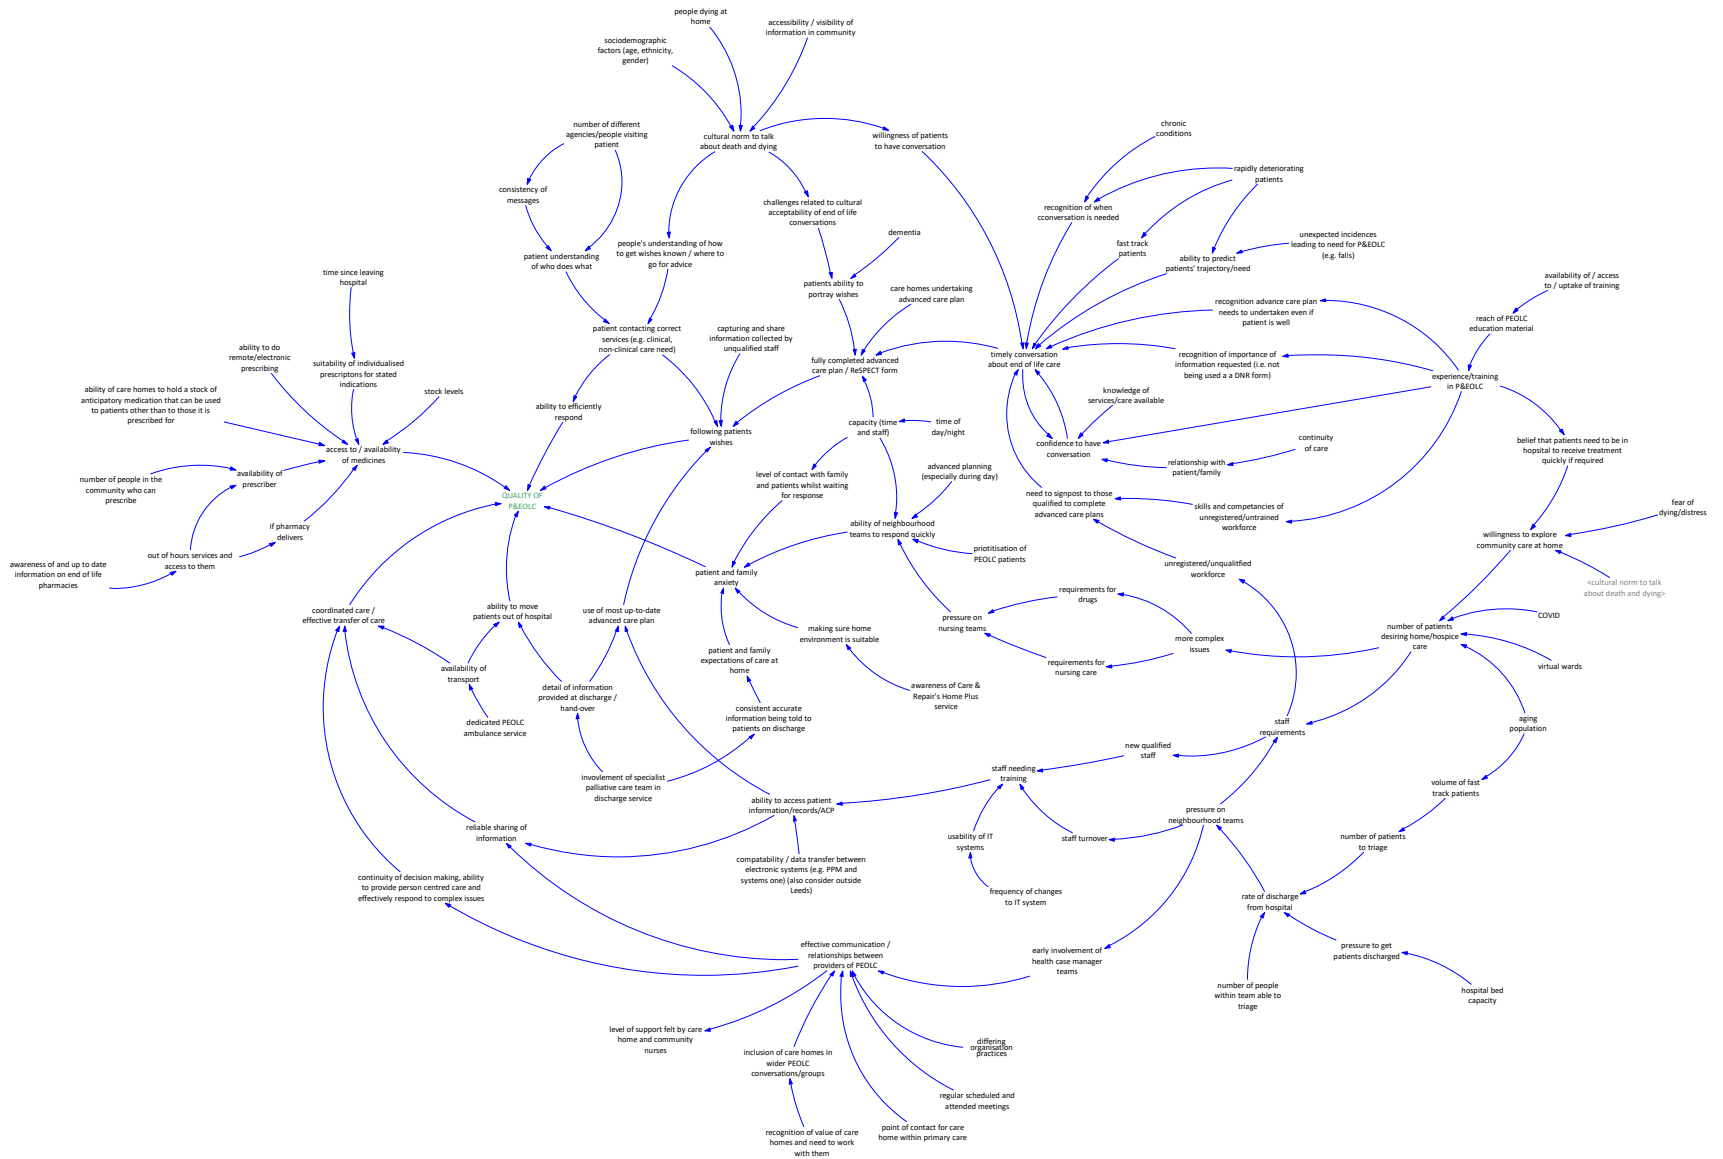 people dying at
home
accessibility / visibility of
information in community
sociodemographic
factors (age, ethnicity,
gender)
number of different
agencies/people visiting
patient
cultural norm to talk
about death and dying
willingness of patients
to have conversation
chronic
conditions
rapidly deteriorating
patients
consistency of
messages
challenges related to cultural
acceptability of end of life
conversations
recognition of when
cconversation is needed
dementia
fast track
patients
unexpected incidences
leading to need for P&EOLC
(e.g. falls)
patient understanding
of who does what
people's understanding of how
to get wishes known / where to
go for advice
ability to predict
patients' trajectory/need
time since leaving
hospital
patients ability to
portray wishes
care homes undertaking
advanced care plan
availability of / access
to / uptake of training
recognition advance care plan
needs to undertaken even if
patient is well
reach of PEOLC
education material
patient contacting correct
services (e.g. clinical,
non-clinical care need)
capturing and share
information collected by
unqualified staff
ability to do
remote/electronic
prescribing
suitability of individualised
prescriptons for stated
indications
fully completed advanced
care plan / ReSPECT form
timely conversation
about end of life care
recognition of importance of
information requested (i.e. not
being used a a DNR form)
experience/training
in P&EOLC
ability of care homes to hold a stock of
anticipatory medication that can be used
to patients other than to those it is
prescribed for
stock levels
knowledge of
services/care available
ability to efficiently
respond
capacity (time
and staff)
time of
day/night
following patients
wishes
access to / availability
of medicines
confidence to have
conversation
continuity
of care
belief that patients need to be in
hopsital to receive treatment
quickly if required
relationship with
patient/family
number of people in the
community who can
prescribe
availability of
prescriber
level of contact with family
and patients whilst waiting
for response
advanced planning
(especially during day)
QUALITY OF
P&EOLC
need to signpost to those
qualified to complete
advanced care plans
skills and competencies of
unregistered/untrained
workforce
fear of
dying/distress
if pharmacy
delivers
ability of neighbourhood
teams to respond quickly
willingness to explore
community care at home
out of hours services and
access to them
priotitisation of
PEOLC patients
awareness of and up to date
information on end of life
pharmacies
patient and family
anxiety
unregistered/unqualitfied
workforce
<cultural norm to talk
about death and dying>
requirements for
drugs
coordinated care /
effective transfer of care
ability to move
patients out of hospital
use of most up-to-date
advanced care plan
pressure on
nursing teams
COVID
making sure home
environment is suitable
number of patients
desiring home/hospice
care
more complex
issues
patient and family
expectations of care at
home
requirements for
nursing care
virtual wards
availability of
transport
detail of information
provided at discharge /
hand-over
awareness of Care &
Repair's Home Plus
service
consistent accurate
information being told to
patients on discharge
dedicated PEOLC
ambulance service
staff
requirements
aging
population
new qualified
staff
staff needing
training
invovlement of specialist
palliative care team in
discharge service
volume of fast
track patients
ability to access patient
information/records/ACP
pressure on
neighbourhood teams
reliable sharing of
information
usability of IT
systems
staff turnover
number of patients
to triage
compatability / data transfer between
electronic systems (e.g. PPM and
systems one) (also consider outside
Leeds)
continuity of decision making, ability
to provide person centred care and
effectively respond to complex issues
frequency of changes
to IT system
rate of discharge
from hospital
effective communication /
relationships between
providers of PEOLC
early involvement of
health case manager
teams
pressure to get
patients discharged
number of people
within team able to
triage
hospital bed
capacity
level of support felt by care
home and community
nurses
differing
organisation
practices
inclusion of care homes in
wider PEOLC
conversations/groups
regular scheduled and
attended meetings
point of contact for care
home within primary care
recognition of value of care
homes and need to work
with them